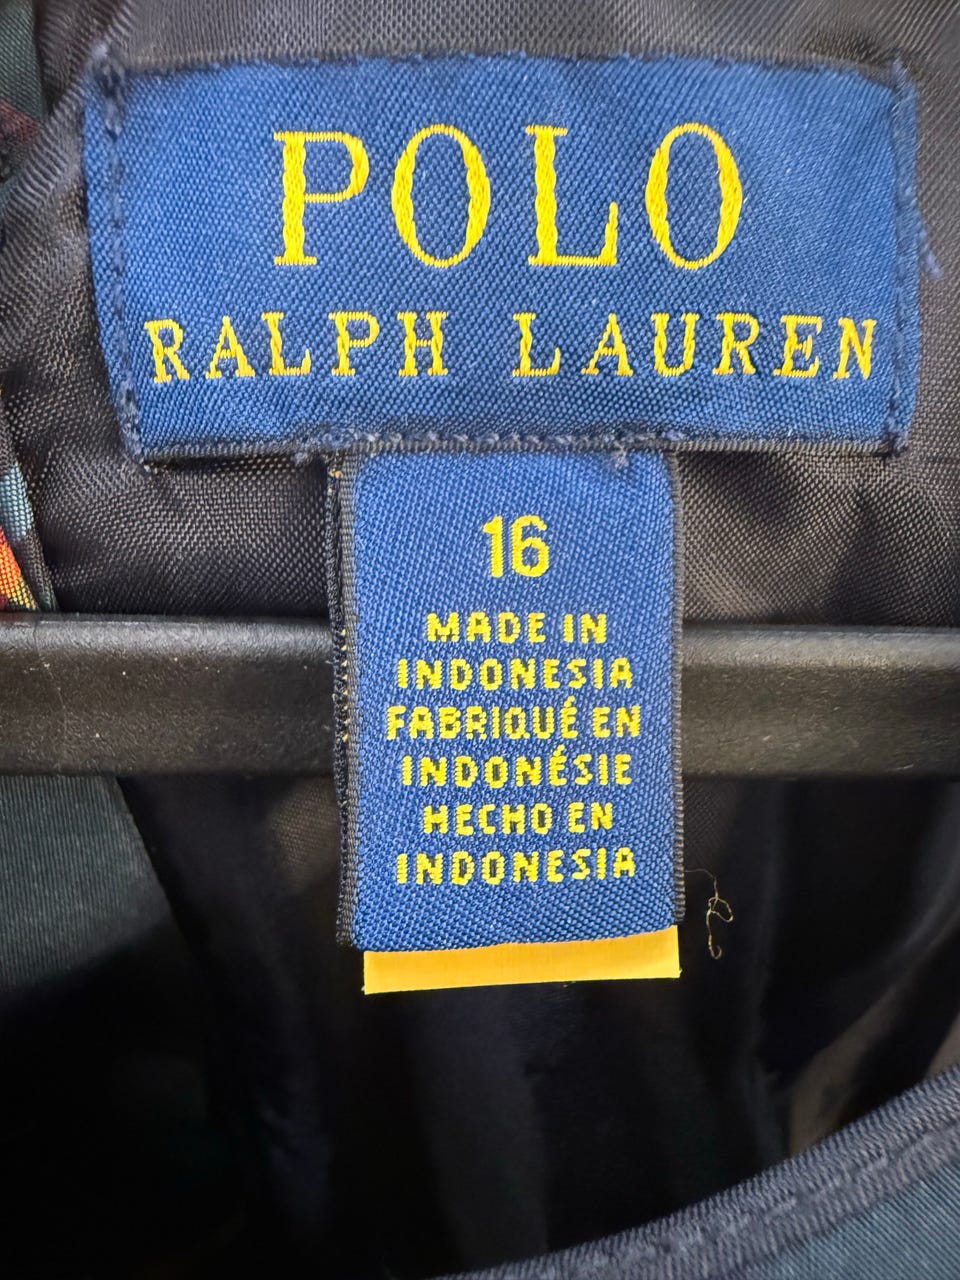 POLO
RALPH LAUREN
16
MADE IN
INDONESIA
FABRIQUÉ EN
INDONÉSIE
HECHO EN
INDONESIA